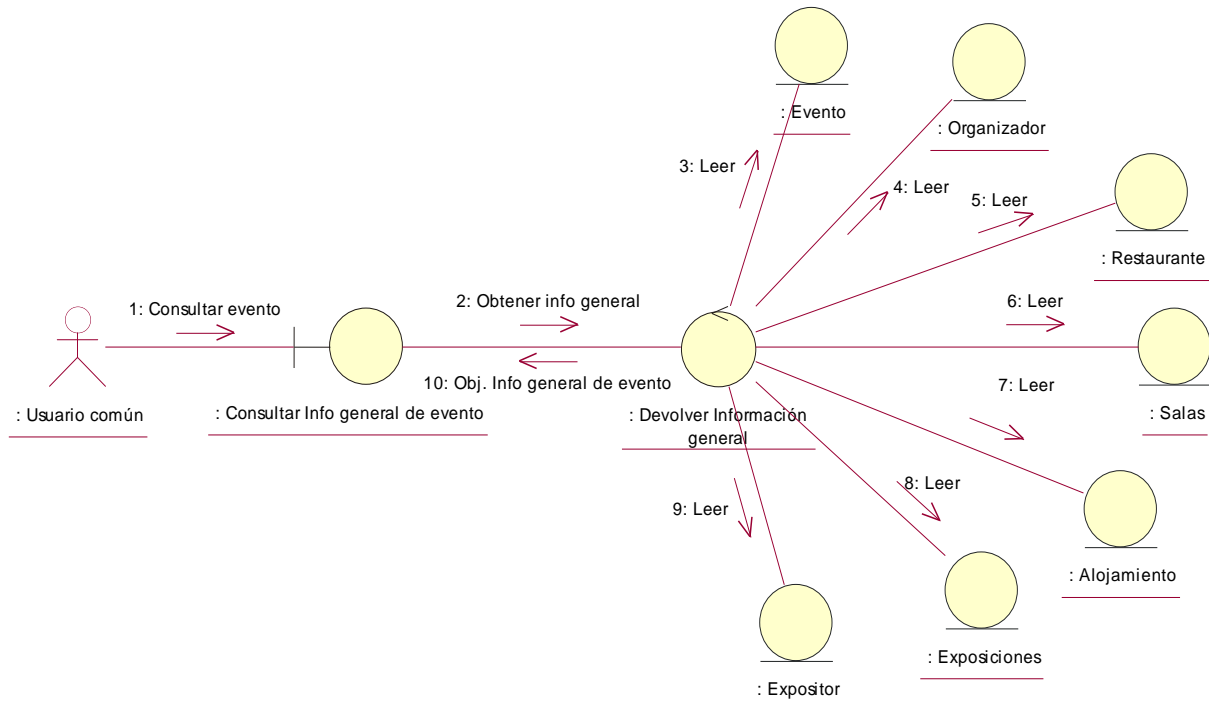 : Evento
: Organizador
3: Leer
4: Leer
5: Leer
: Restaurante
1: Consultar evento
2: Obtener info general
6: Leer
10: Obj. Info general de evento
7: Leer
: Usuario común
: Consultar Info general de evento
: Devolver Información
general
: Salas
8: Leer
9: Leer
: Alojamiento
: Exposiciones
: Expositor